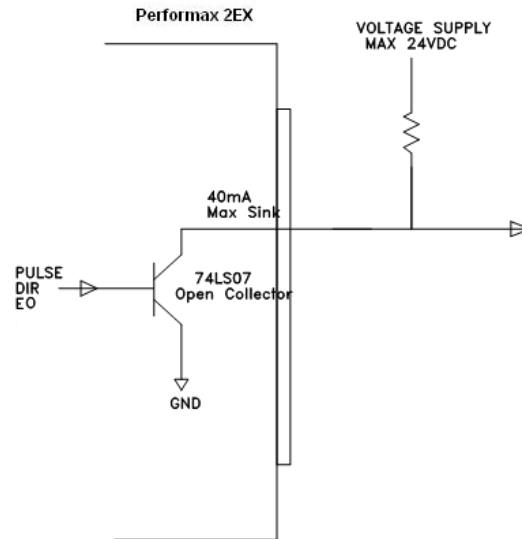 Performax 2EX
VOLTAGE SUPPLY
MAX 24VDC
40mA
Max Sink
74LS07
Open Collector
PULSE
DIR
EO
GND